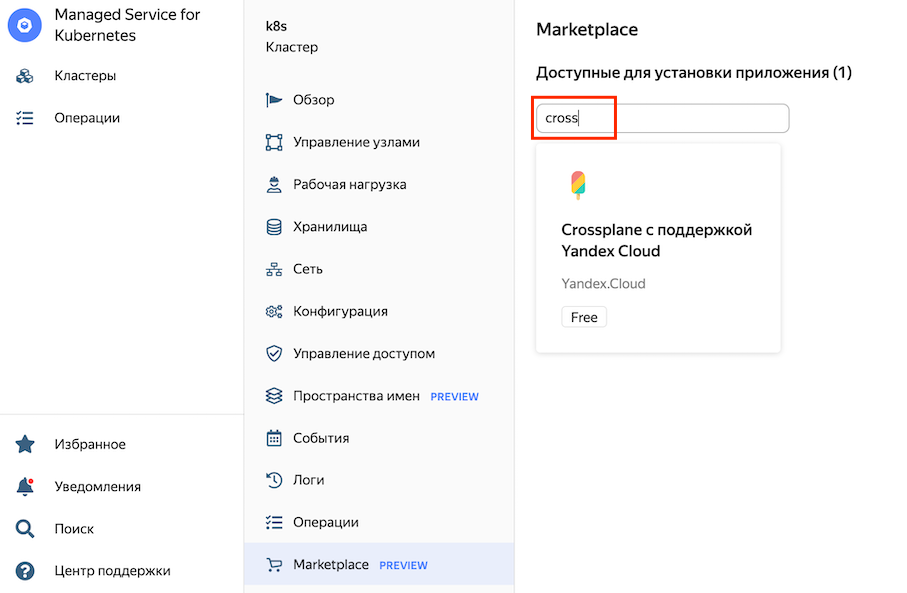 Managed Service for
Kubernetes
Кластеры
Операции
Избранное
Уведомления
Поиск
Центр поддержки
k8s
Кластер
Обзор
Управление узлами
Рабочая нагрузка
Хранилища
Сеть
Конфигурация
Управление доступом
Пространства имен PREVIEW
События
Логи
Операции
Marketplace PREVIEW
Marketplace
Доступные для установки приложения (1)
cross
Crossplane с поддержкой
Yandex Cloud
Yandex.Cloud
Free